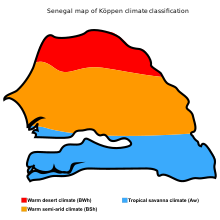 Senegal map of Köppen climate classification
Warm desert climate (BWh)
Tropical savanna climate (Aw)
Warm semi-arid climate (BSh)